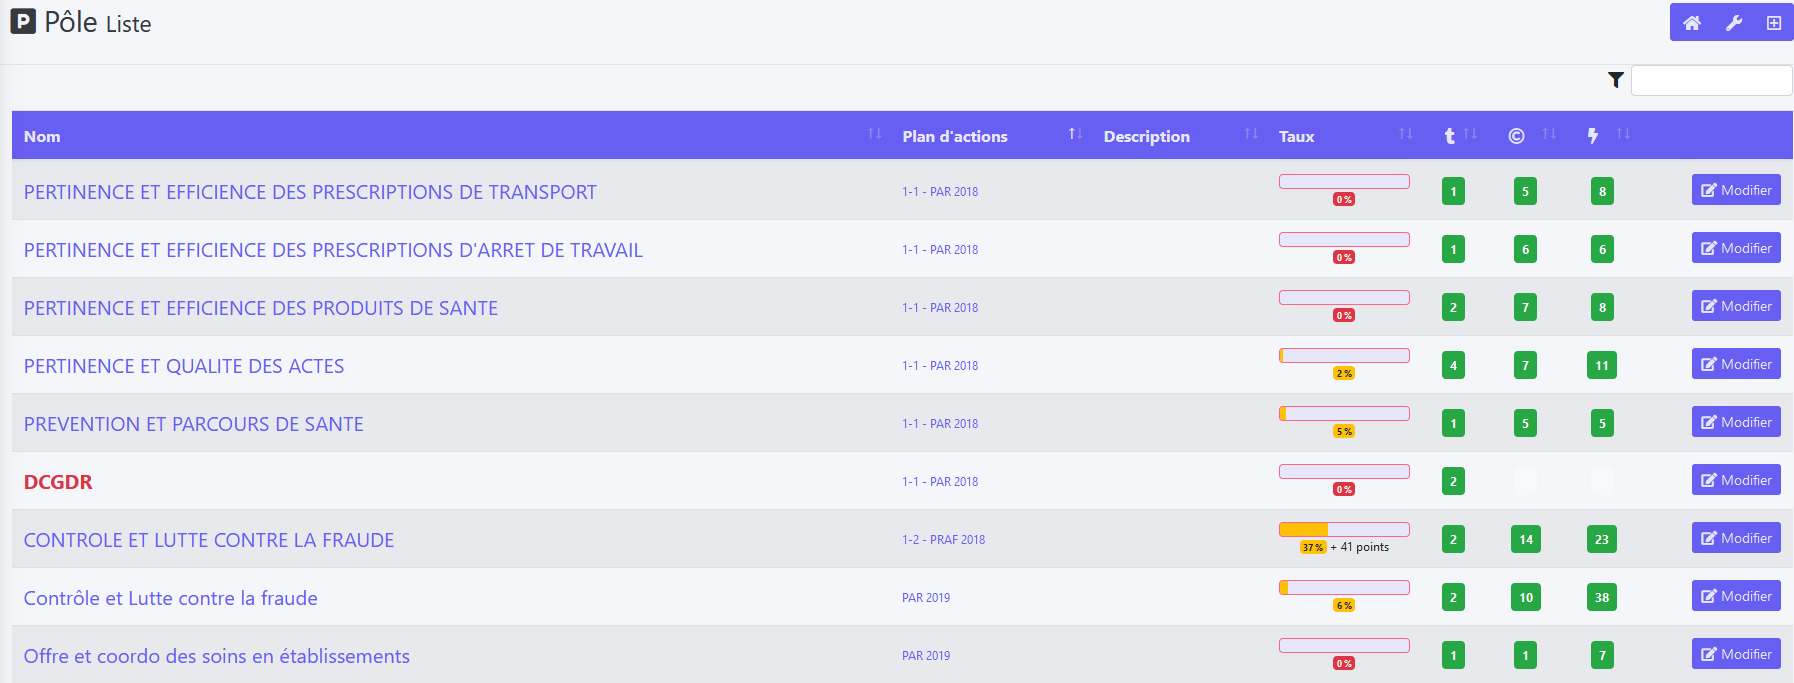 P Pôle Liste
Nom Plan d'actions Description Taux t ©
PERTINENCE ET EFFICIENCE DES PRESCRIPTIONS DE TRANSPORT 1-1 - PAR 2018 0 % 1 5 8 Modifier
PERTINENCE ET EFFICIENCE DES PRESCRIPTIONS D'ARRET DE TRAVAIL 1-1 - PAR 2018 0 % 1 6 6 Modifier
PERTINENCE ET EFFICIENCE DES PRODUITS DE SANTE 1-1 - PAR 2018 0 % 2 7 8 Modifier
PERTINENCE ET QUALITE DES ACTES 1-1 - PAR 2018 2 % 4 7 11 Modifier
PREVENTION ET PARCOURS DE SANTE 1-1 - PAR 2018 5 % 1 5 5 Modifier
DCGDR 1-1 - PAR 2018 0 % 2 Modifier
CONTROLE ET LUTTE CONTRE LA FRAUDE 1-2 - PRAF 2018 37 % + 41 points 2 14 23 Modifier
Contrôle et Lutte contre la fraude PAR 2019 6 % 2 10 38 Modifier
Offre et coordo des soins en établissements PAR 2019 0 % 1 1 7 Modifier